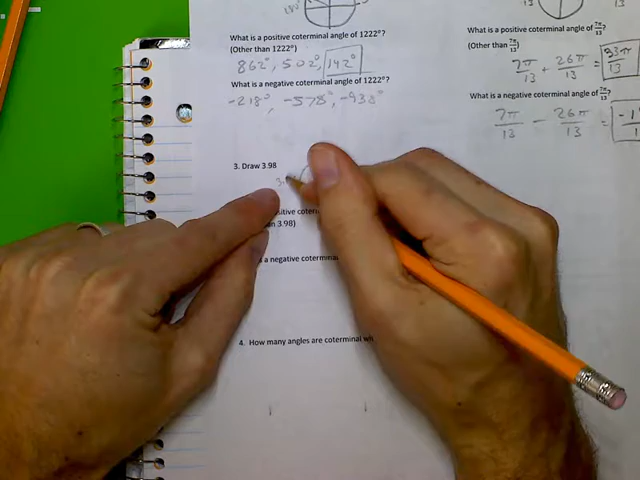 What is a positive coterminal angle of 1222°?
(Other than 1222°)
862°, 502°, 142°
What is a negative coterminal angle of 1222°?
-218°, -578°, -938°
3. Draw 3.98
sitive coter
an 3.98)
a negative cotermina
4. How many angles are coterminal wi
What is a positive coterminal angle of 7π/13?
(Other than 7π/13)
7π/13 + 26π/13 = 33π/13
What is a negative coterminal angle of 7π/13?
7π/13 - 26π/13 = -1